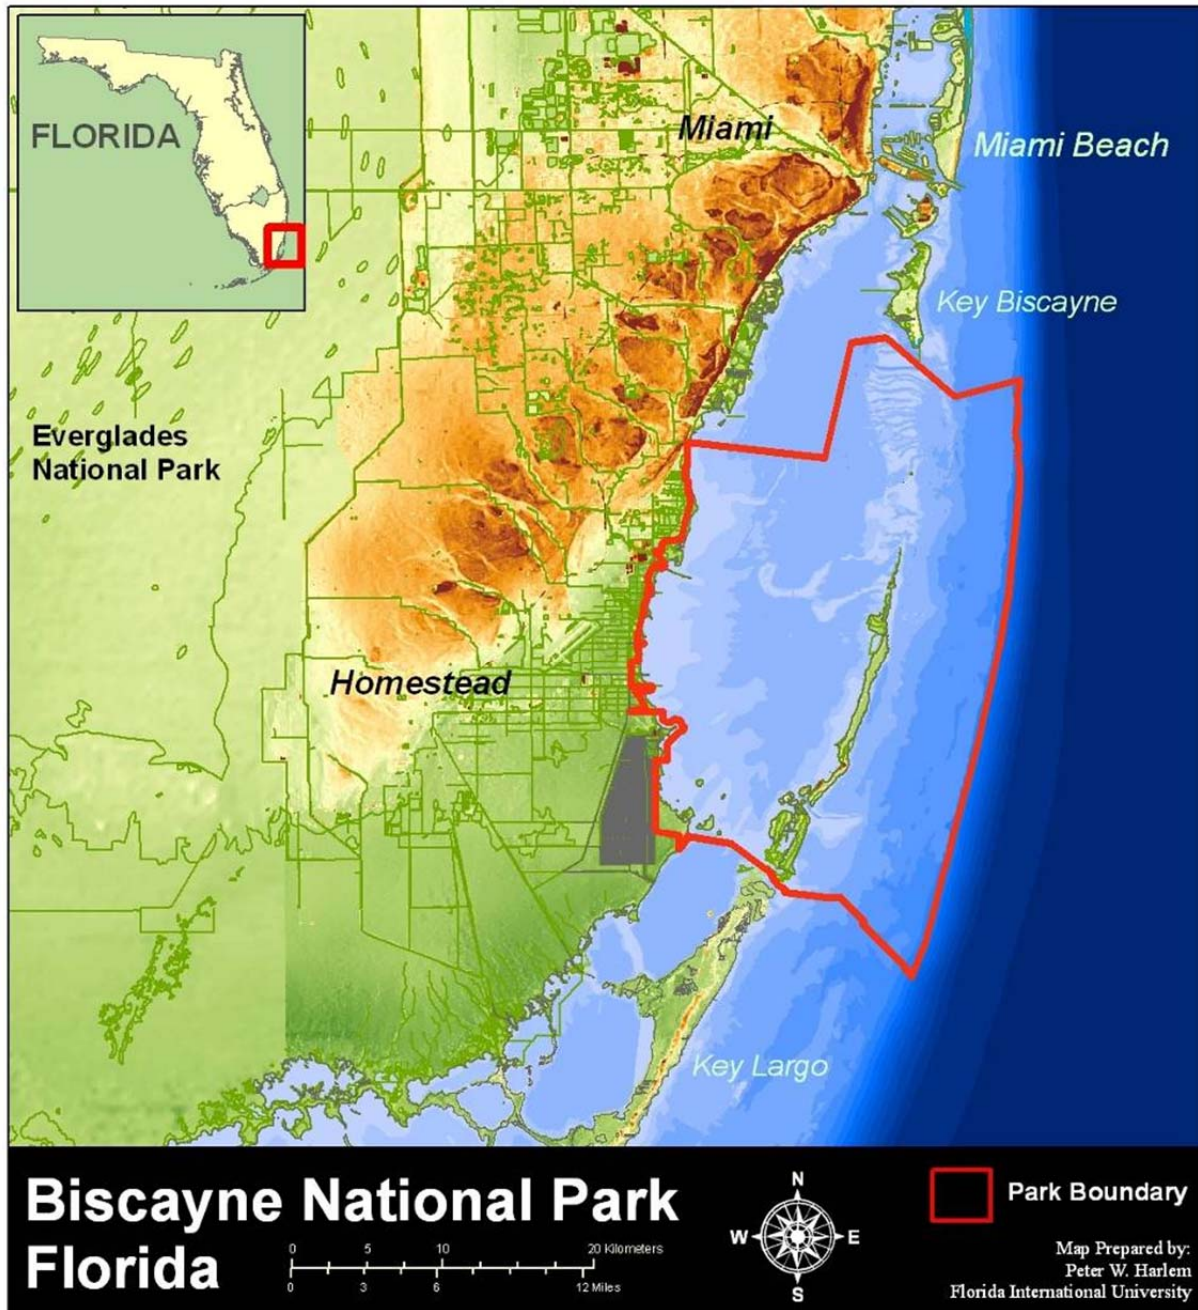 FLORIDA
Miami
Miami Beach
Key Biscayne
Everglades
National Park
Homestead
Key Largo
Biscayne National Park
Florida
0 5 10 20 Kilometers
0 3 6 12 Miles
N
W E
S
Park Boundary
Map Prepared by:
Peter W. Harlem
Florida International University